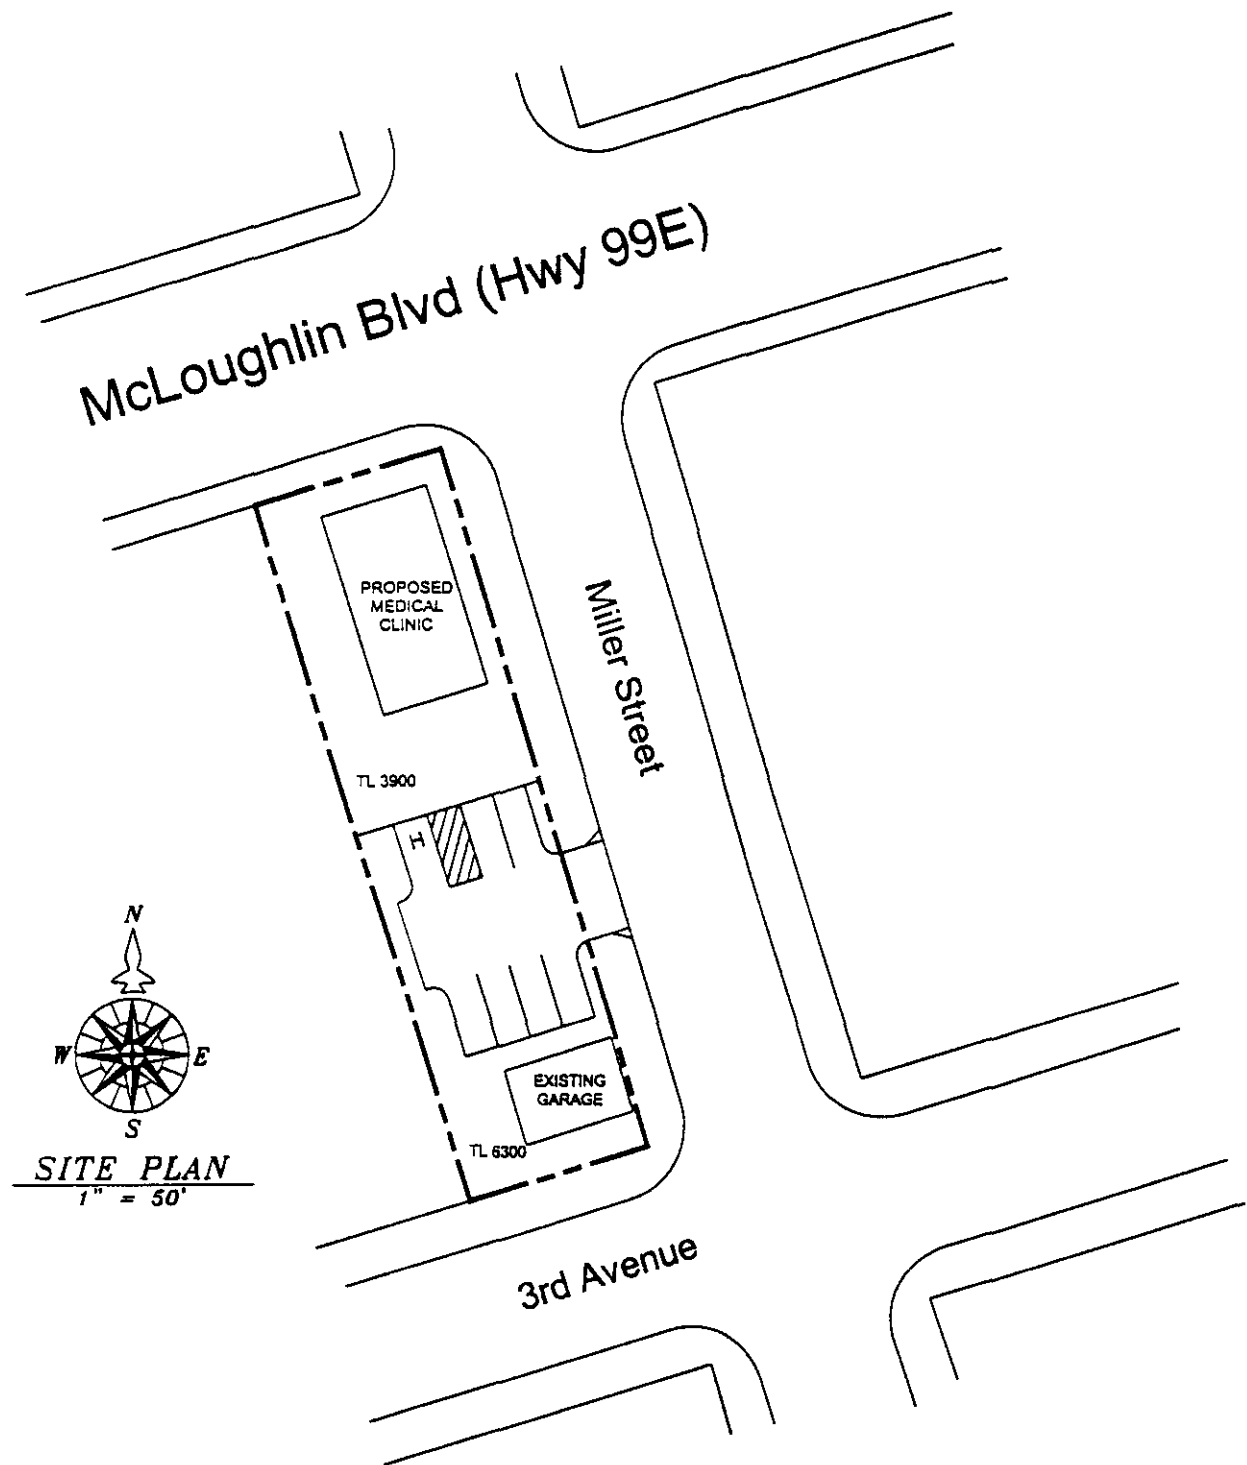 McLoughlin Blvd (Hwy 99E)
PROPOSED
MEDICAL
CLINIC
Miller Street
TL 3900
H
N
W
E
S
EXISTING
GARAGE
TL 6300
SITE PLAN
1" = 50'
3rd Avenue